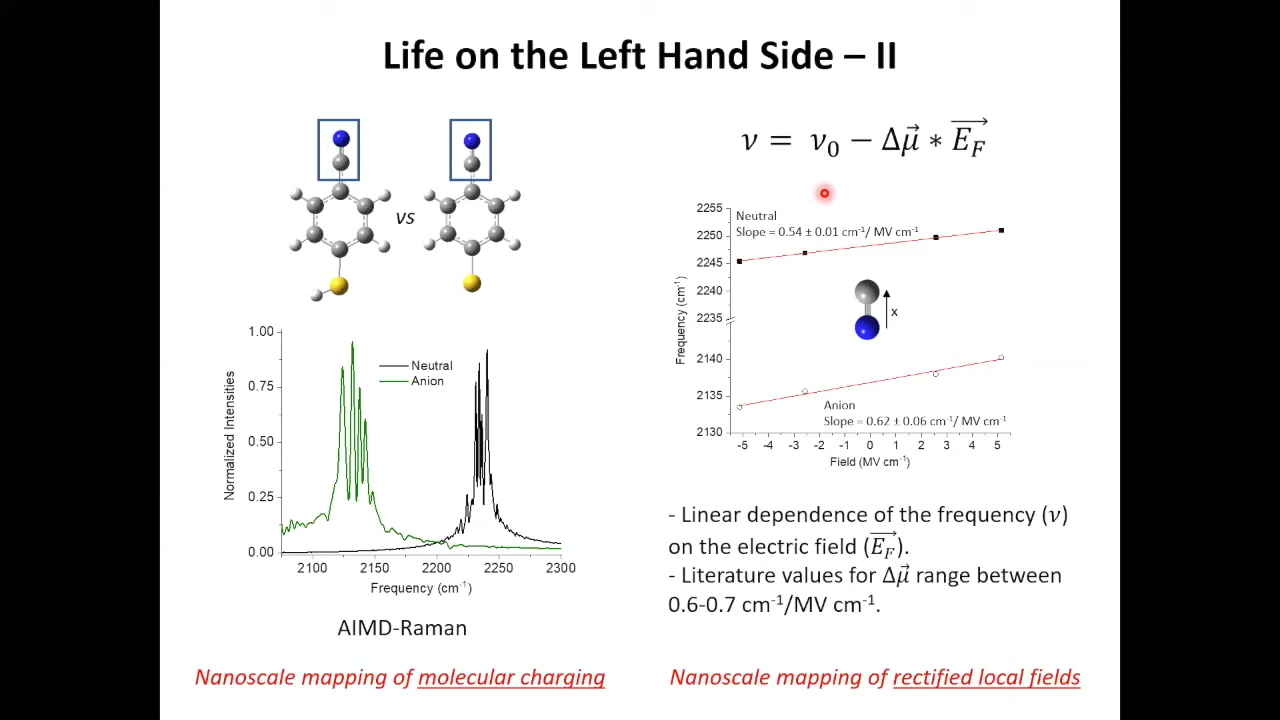 Life on the Left Hand Side – II
vs
1.00
0.75
0.50
0.25
0.00
Normalized Intensities
Neutral
Anion
2100 2150 2200 2250 2300
Frequency (cm⁻¹)
AIMD-Raman
Nanoscale mapping of molecular charging
ν = ν₀ − Δμ⃗ ∗ E_F⃗
2255
2250
2245
2240
2235
2140
2135
2130
Frequency (cm⁻¹)
Neutral
Slope = 0.54 ± 0.01 cm⁻¹/ MV cm⁻¹
x
Anion
Slope = 0.62 ± 0.06 cm⁻¹/ MV cm⁻¹
-5 -4 -3 -2 -1 0 1 2 3 4 5
Field (MV cm⁻¹)
- Linear dependence of the frequency (ν)
on the electric field (E_F⃗).
- Literature values for Δμ⃗ range between
0.6-0.7 cm⁻¹/MV cm⁻¹.
Nanoscale mapping of rectified local fields